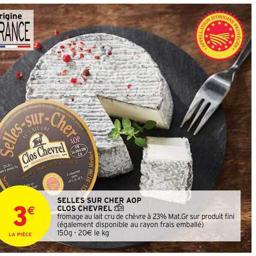 rigine
RANCE
Selles-sur-Cher
AOP
Clos Chevrel
3€
LA PIÈCE
SELLES SUR CHER AOP
CLOS CHEVREL
fromage au lait cru de chèvre à 23% Mat.Gr sur produit fini
(également disponible au rayon frais emballé)
150g - 20€ le kg